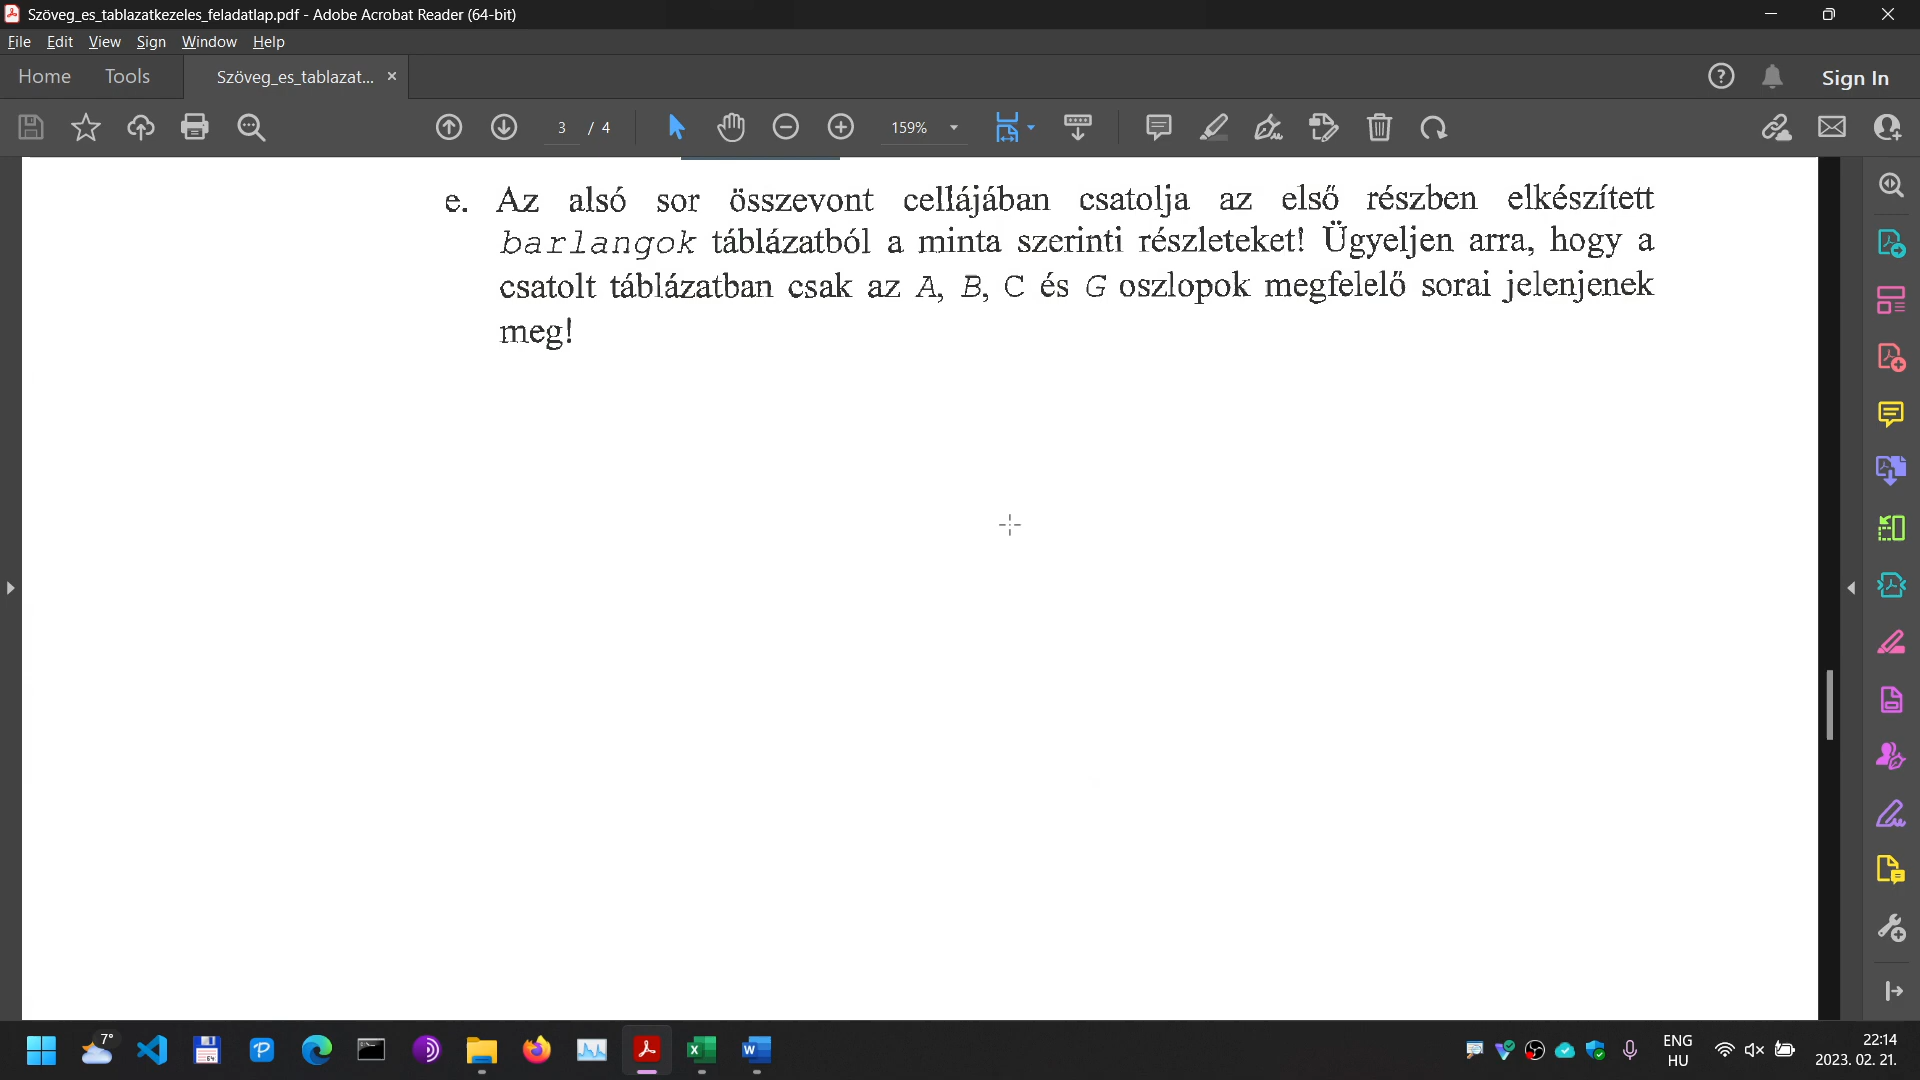 Szöveg_es_tablazatkezeles_feladatlap.pdf - Adobe Acrobat Reader (64-bit)
File Edit View Sign Window Help
Home Tools Szöveg_es_tablazat... × Sign In
3 / 4 159%
e. Az alsó sor összevont cellájában csatolja az első részben elkészített
barlangok táblázatból a minta szerinti részleteket! Ügyeljen arra, hogy a
csatolt táblázatban csak az A, B, C és G oszlopok megfelelő sorai jelenjenek
meg!
7°
64
ENG
HU
22:14
2023. 02. 21.